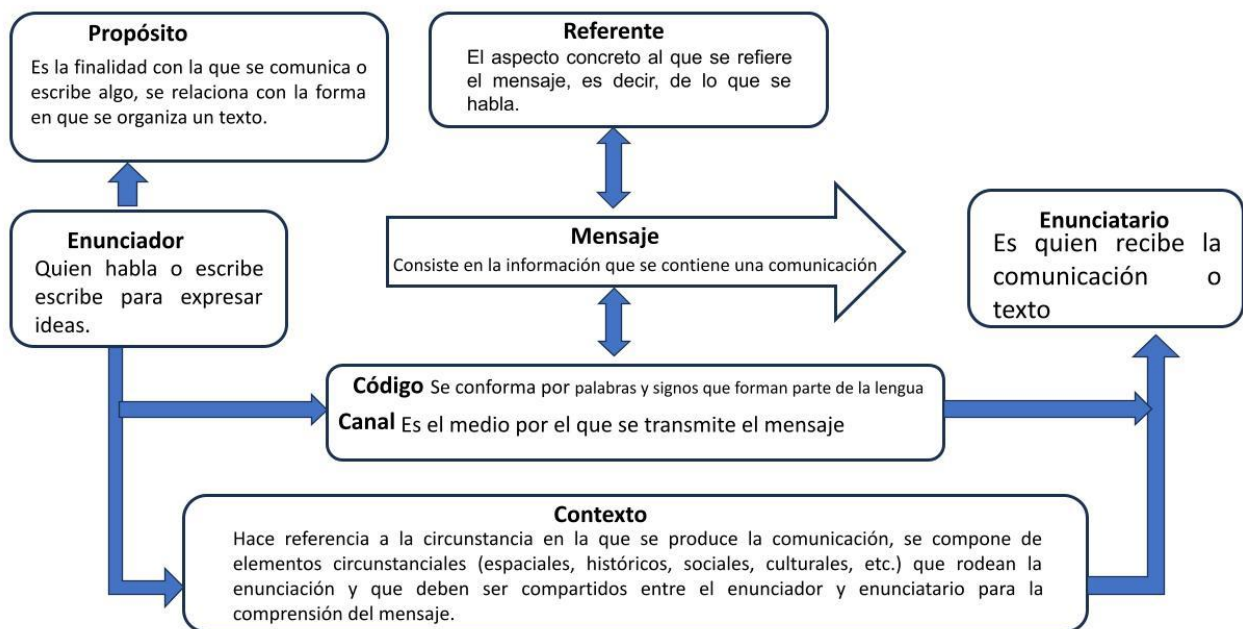 Propósito
Es la finalidad con la que se comunica o
escribe algo, se relaciona con la forma
en que se organiza un texto.
Referente
El aspecto concreto al que se refiere
el mensaje, es decir, de lo que se
habla.
Enunciador
Quien habla o escribe
escribe para expresar
ideas.
Mensaje
Consiste en la información que se contiene una comunicación
Enunciatario
Es quien recibe la
comunicación o
texto
Código Se conforma por palabras y signos que forman parte de la lengua
Canal Es el medio por el que se transmite el mensaje
Contexto
Hace referencia a la circunstancia en la que se produce la comunicación, se compone de
elementos circunstanciales (espaciales, históricos, sociales, culturales, etc.) que rodean la
enunciación y que deben ser compartidos entre el enunciador y enunciatario para la
comprensión del mensaje.